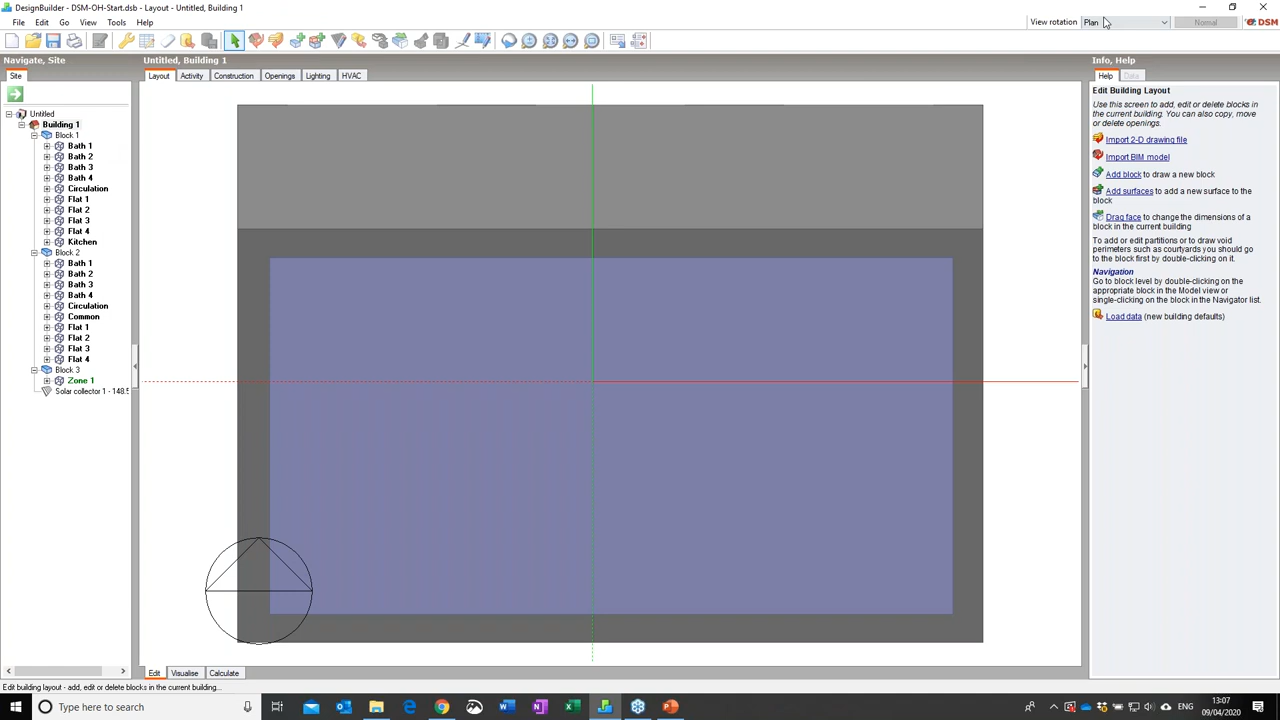 DesignBuilder - DSM-OH-Start.dsb - Layout - Untitled, Building 1
File Edit Go View Tools Help
View rotation Plan Normal DSM
Navigate, Site
Untitled, Building 1
Info, Help
Site
Layout Activity Construction Openings Lighting HVAC
Help Data
Untitled
Building 1
Block 1
Bath 1
Bath 2
Bath 3
Bath 4
Circulation
Flat 1
Flat 2
Flat 3
Flat 4
Kitchen
Block 2
Bath 1
Bath 2
Bath 3
Bath 4
Circulation
Common
Flat 1
Flat 2
Flat 3
Flat 4
Block 3
Zone 1
Solar collector 1 - 148.5
Edit Building Layout
Use this screen to add, edit or delete blocks in
the current building. You can also copy, move
or delete openings.
Import 2-D drawing file
Import BIM model
Add block to draw a new block
Add surfaces to add a new surface to the
block
Drag face to change the dimensions of a
block in the current building
To add or edit partitions or to draw void
perimeters such as courtyards you should go
to the block first by double-clicking on it.
Navigation
Go to block level by double-clicking on the
appropriate block in the Model view or
single-clicking on the block in the Navigator list.
Load data (new building defaults)
Edit Visualise Calculate
Edit building layout - add, edit or delete blocks in the current building...
Type here to search
ENG
13:07
09/04/2020